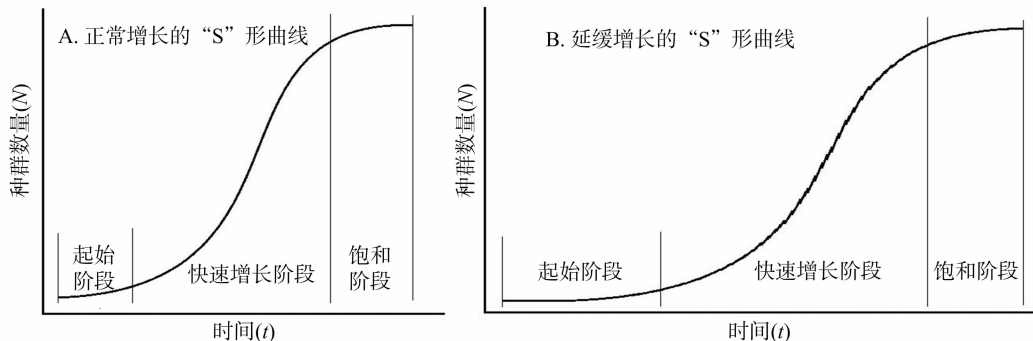 A. 正常增长的“S”形曲线
种群数量(N)
起始
阶段
快速增长阶段
饱和
阶段
时间(t)
B. 延缓增长的“S”形曲线
种群数量(N)
起始阶段
快速增长阶段
饱和阶段
时间(t)